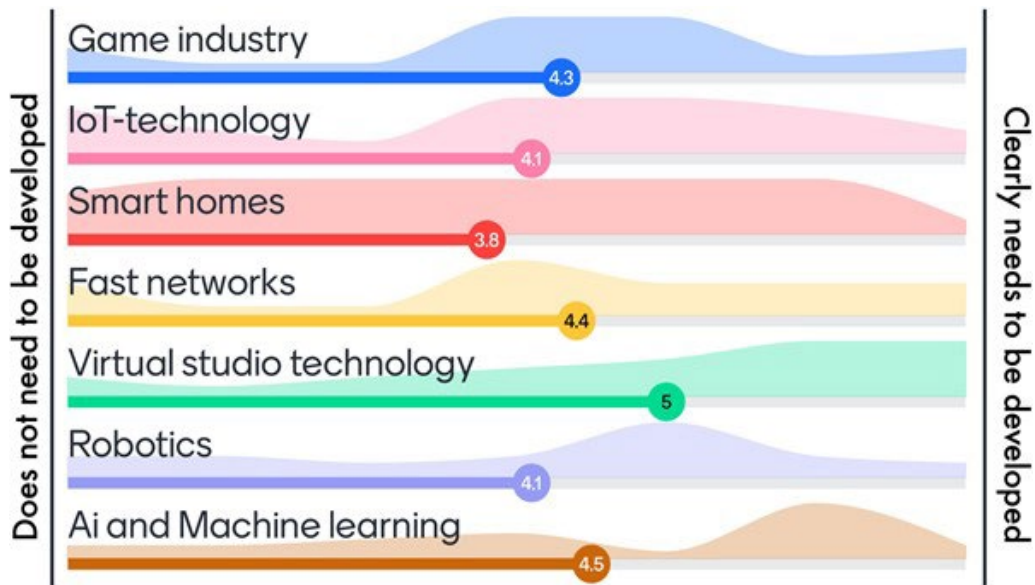 Does not need to be developed
Game industry
4.3
IoT-technology
4.1
Smart homes
3.8
Fast networks
4.4
Virtual studio technology
5
Robotics
4.1
Ai and Machine learning
4.5
Clearly needs to be developed